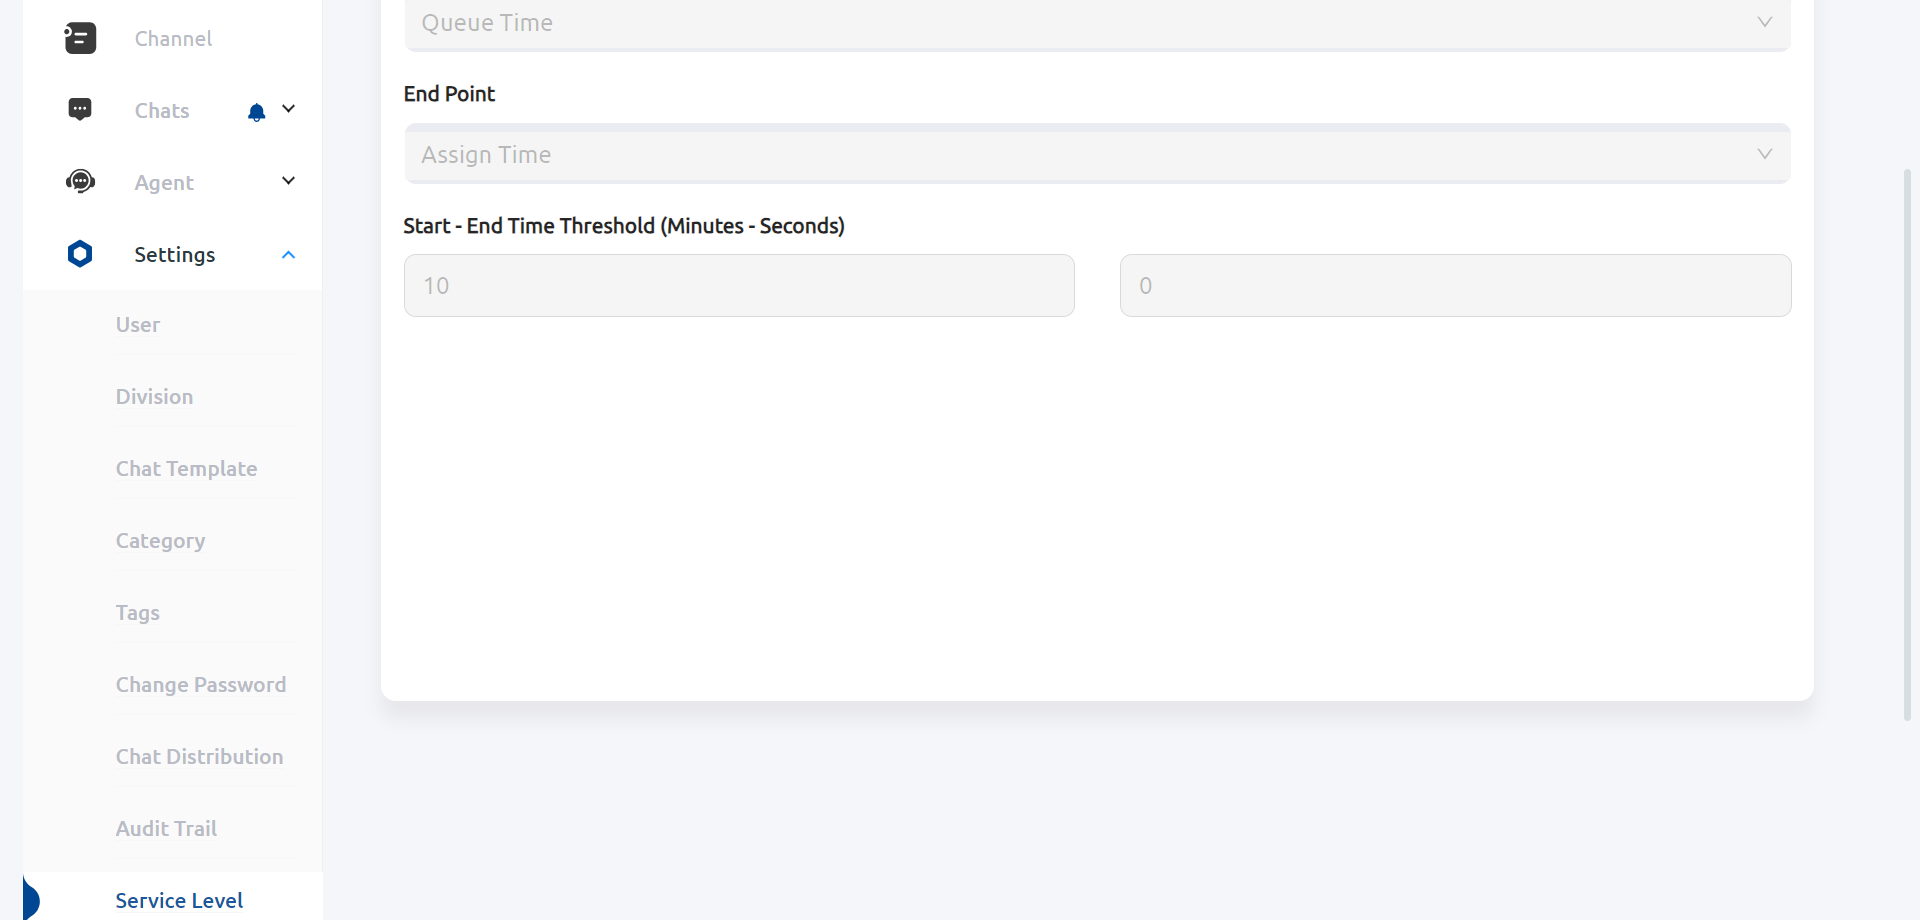 Channel
Chats
Agent
Settings
User
Division
Chat Template
Category
Tags
Change Password
Chat Distribution
Audit Trail
Service Level
Queue Time
End Point
Assign Time
Start - End Time Threshold (Minutes - Seconds)
10
0